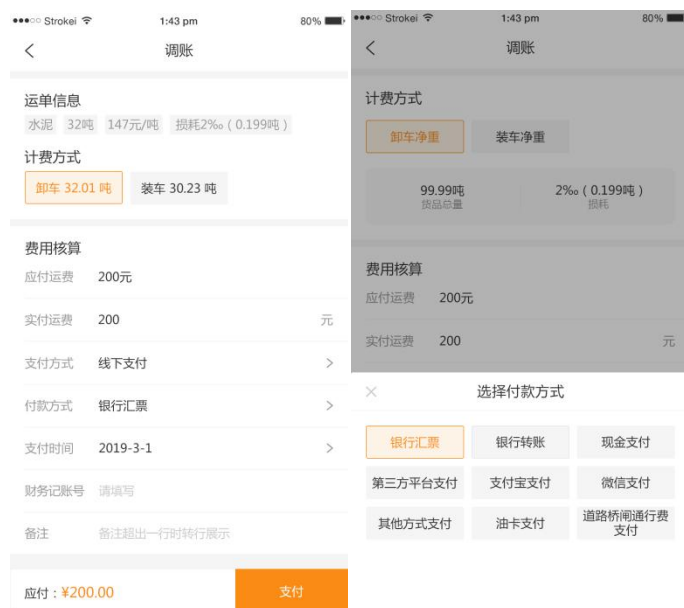 Strokei
1:43 pm
80%
调账
运单信息
水泥 32吨 147元/吨 损耗2‰（0.199吨）
计费方式
卸车 32.01 吨 装车 30.23 吨
费用核算
应付运费 200元
实付运费 200 元
支付方式 线下支付
付款方式 银行汇票
支付时间 2019-3-1
财务记账号 请填写
备注 备注超出一行时转行展示
应付：¥200.00 支付
Strokei
1:43 pm
80%
调账
计费方式
卸车净重 装车净重
99.99吨 2‰（0.199吨）
货品总量 损耗
费用核算
应付运费 200元
实付运费 200 元
选择付款方式
银行汇票 银行转账 现金支付
第三方平台支付 支付宝支付 微信支付
其他方式支付 油卡支付 道路桥闸通行费
支付